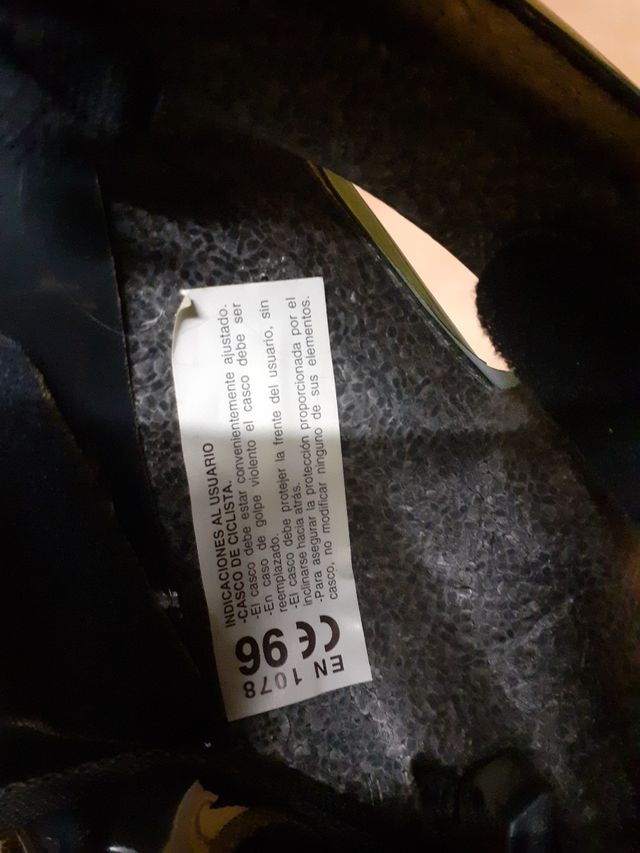 INDICACIONES AL USUARIO
-CASCO DE CICLISTA.
-El casco debe estar convenientemente ajustado.
-En caso de golpe violento el casco debe ser
reemplazado.
-El casco debe protejer la frente del usuario, sin
inclinarse hacia atrás.
-Para asegurar la protección proporcionada por el
casco, no modificar ninguno de sus elementos.
CE 96
EN 1078